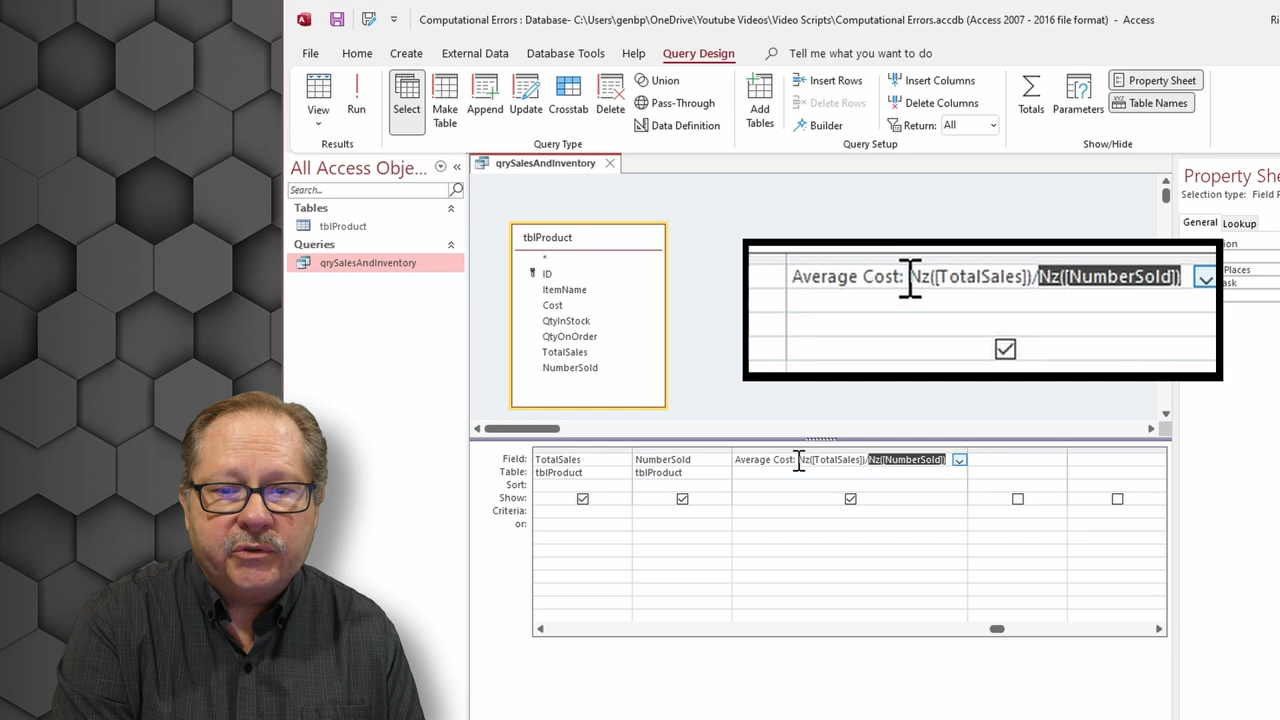 Computational Errors : Database- C:\Users\genbp\OneDrive\Youtube Videos\Video Scripts\Computational Errors.accdb (Access 2007 - 2016 file format) - Access
Ri
File Home Create External Data Database Tools Help Query Design Tell me what you want to do
View
Run
Results
Select
Make Table
Append
Update
Crosstab
Delete
Union
Pass-Through
Data Definition
Query Type
Add Tables
Insert Rows
Delete Rows
Builder
Insert Columns
Delete Columns
Return: All
Query Setup
Totals
Parameters
Property Sheet
Table Names
Show/Hide
All Access Obje...
Search...
Tables
tblProduct
Queries
qrySalesAndInventory
qrySalesAndInventory
tblProduct
*
ID
ItemName
Cost
QtyInStock
QtyOnOrder
TotalSales
NumberSold
Average Cost: Nz([TotalSales])/Nz([NumberSold])
Property She
Selection type: Field P
General Lookup
ion
Places
ask
Field: TotalSales NumberSold Average Cost: Nz([TotalSales])/Nz([NumberSold])
Table: tblProduct tblProduct
Sort:
Show:
Criteria:
or: